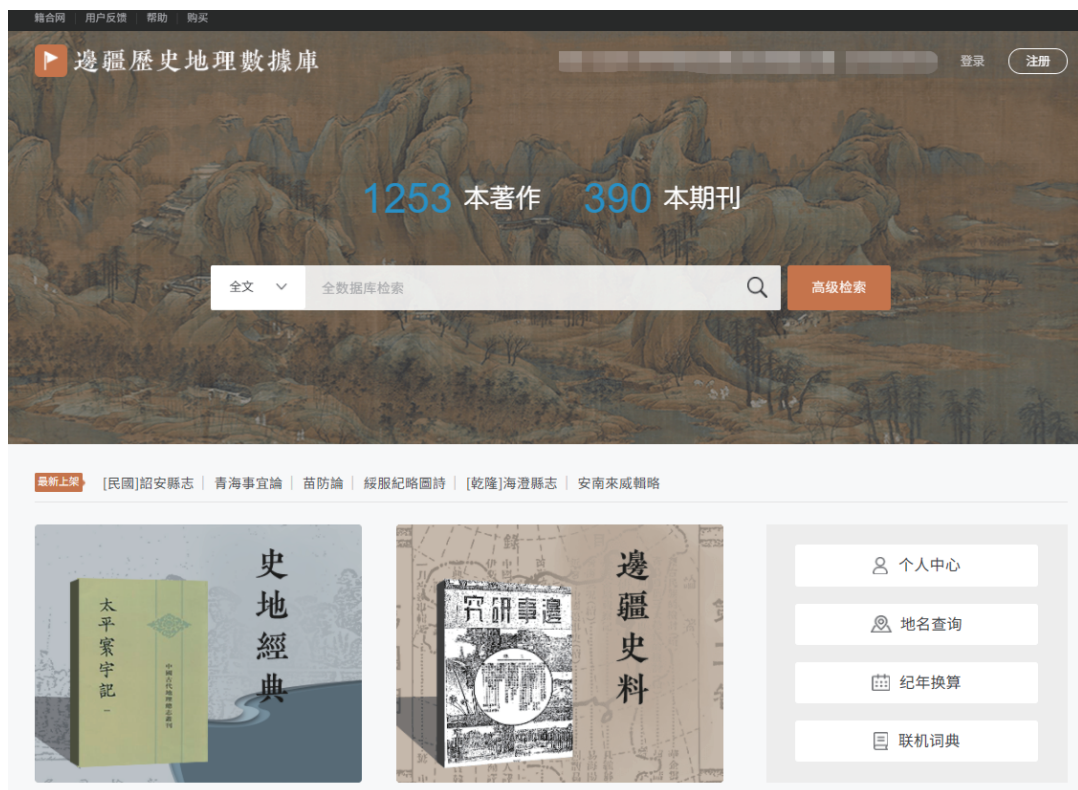 籍合网 用户反馈 帮助 购买
邊疆歷史地理數據庫
登录 注册
1253 本著作 390 本期刊
全文 全数据库检索 高级检索
最新上架 [民國]詔安縣志 青海事宜論 苗防論 綏服紀略圖詩 [乾隆]海澄縣志 安南來威輯略
史地經典
太平寰宇記 一
中國古代地理總志叢刊
邊疆史料
究研事邊
个人中心
地名查询
纪年换算
联机词典